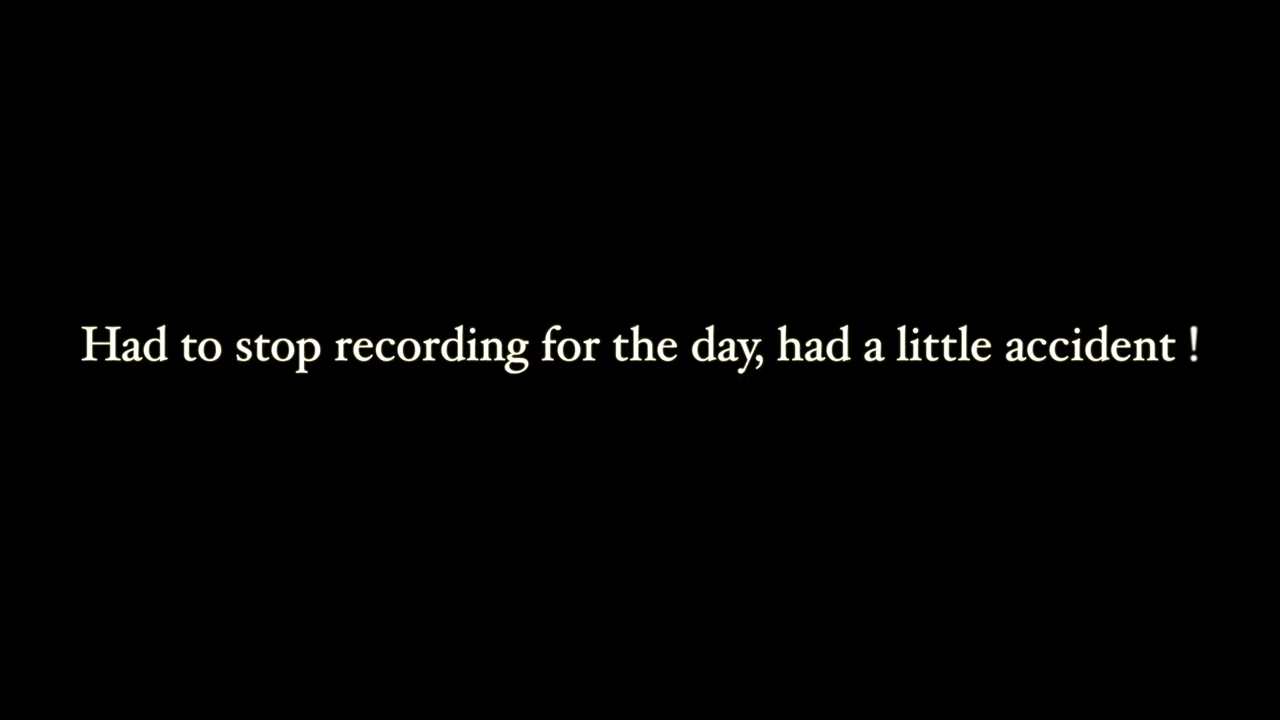 Had to stop recording for the day, had a little accident !